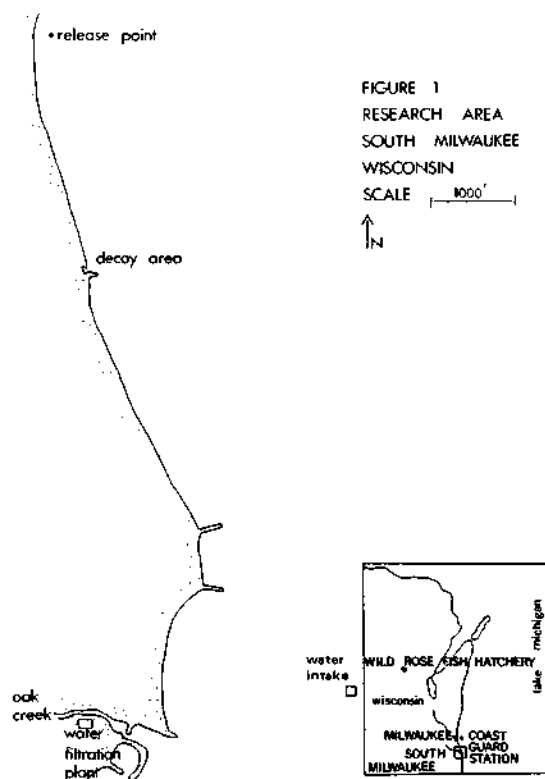 release point
FIGURE 1
RESEARCH AREA
SOUTH MILWAUKEE
WISCONSIN
SCALE 1000'
N
decay area
water
intake
WILD ROSE FISH HATCHERY
wisconsin
lake michigan
MILWAUKEE COAST
GUARD
STATION
SOUTH
MILWAUKEE
oak
creek
water
filtration
plant